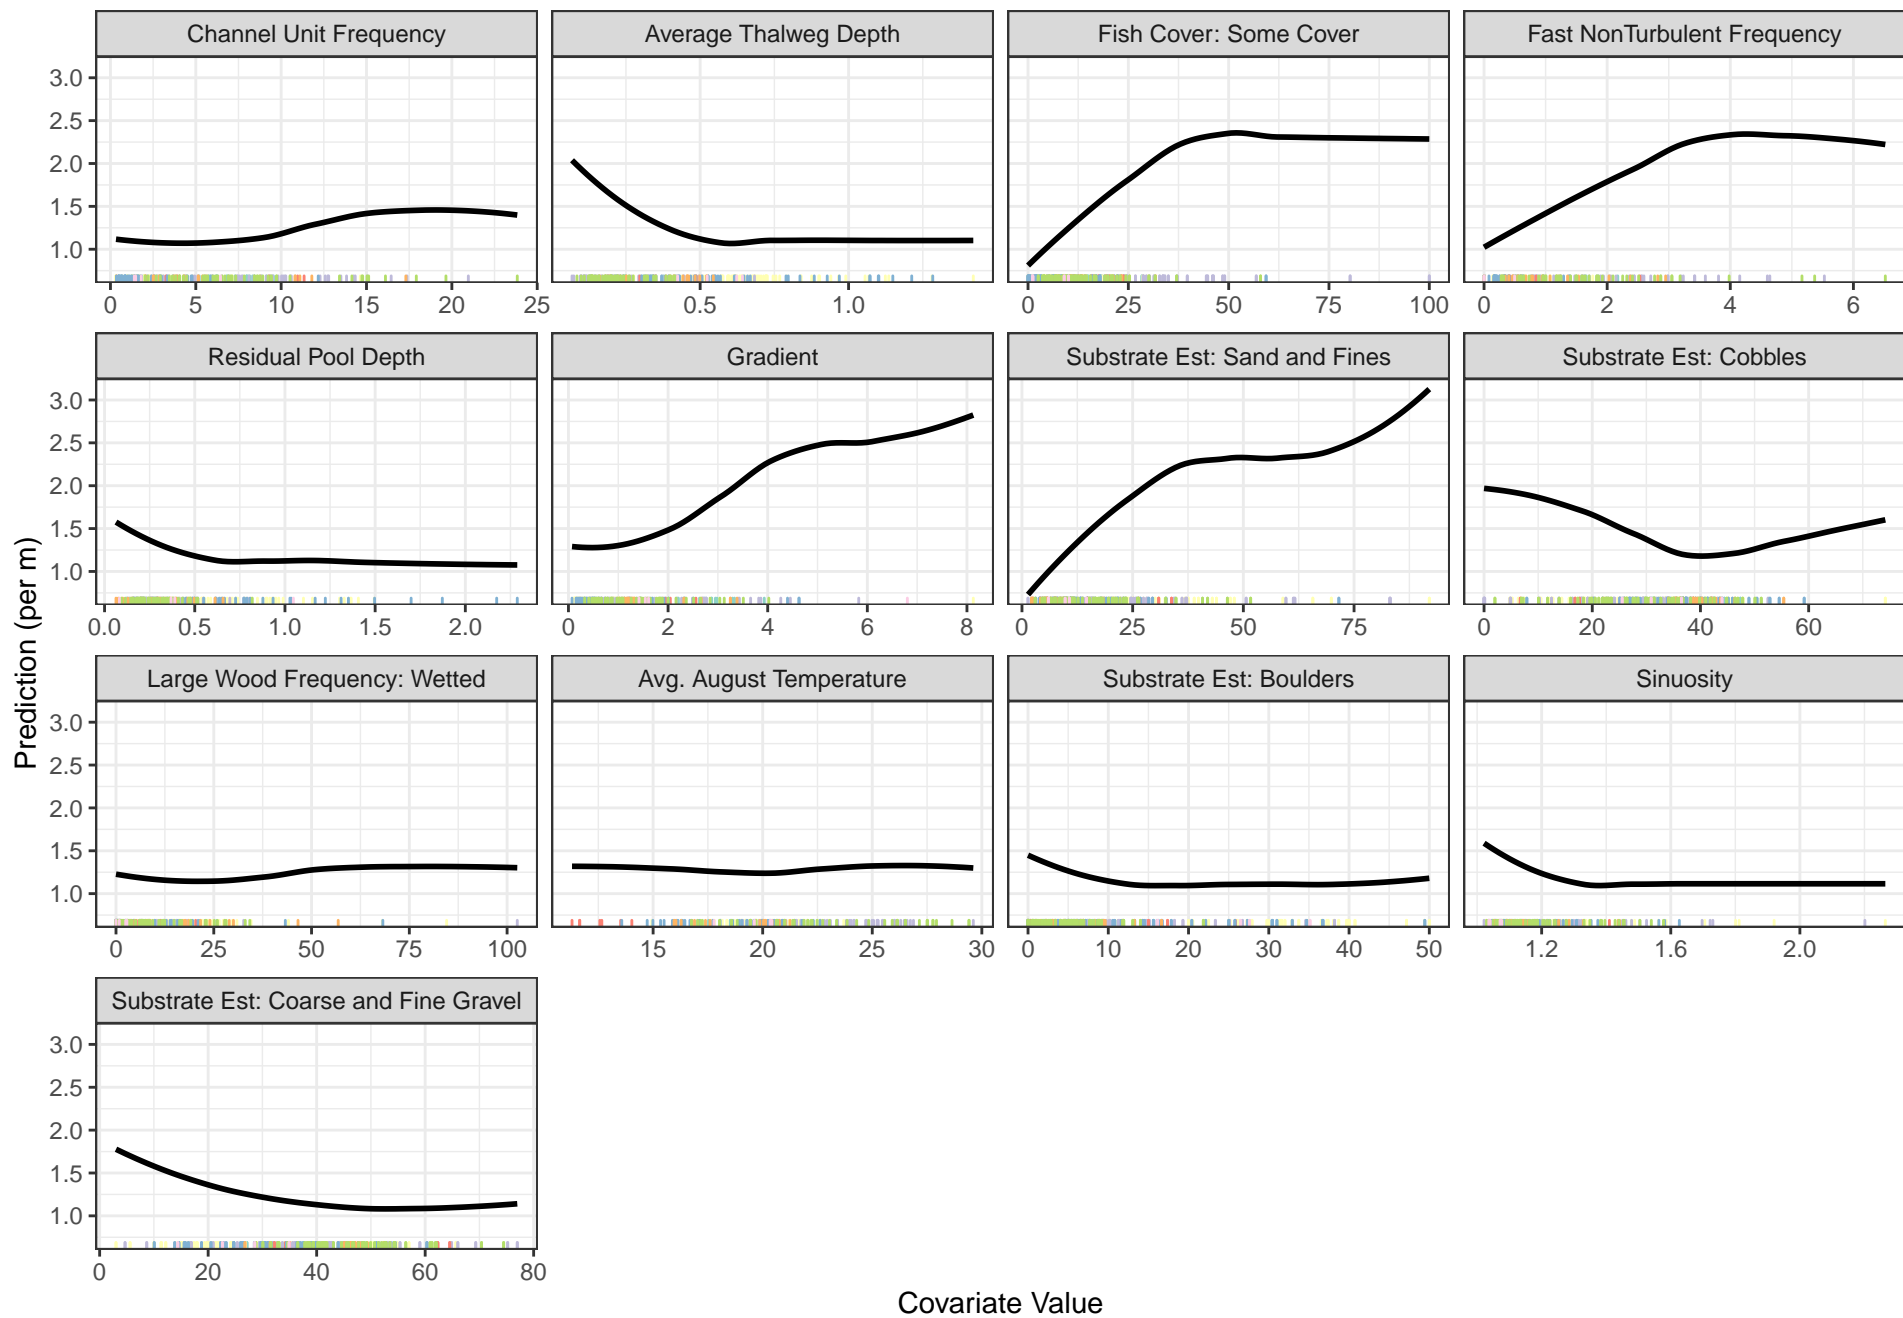 Channel Unit Frequency
Average Thalweg Depth
Fish Cover: Some Cover
Fast NonTurbulent Frequency
3.0
2.5
2.0
1.5
1.0
0 5 10 15 20 25
0.5 1.0
0 25 50 75 100
0 2 4 6
Residual Pool Depth
Gradient
Substrate Est: Sand and Fines
Substrate Est: Cobbles
3.0
2.5
2.0
1.5
1.0
0.0 0.5 1.0 1.5 2.0
0 2 4 6 8
0 25 50 75
0 20 40 60
Prediction (per m)
Large Wood Frequency: Wetted
Avg. August Temperature
Substrate Est: Boulders
Sinuosity
3.0
2.5
2.0
1.5
1.0
0 25 50 75 100
15 20 25 30
0 10 20 30 40 50
1.2 1.6 2.0
Substrate Est: Coarse and Fine Gravel
3.0
2.5
2.0
1.5
1.0
0 20 40 60 80
Covariate Value